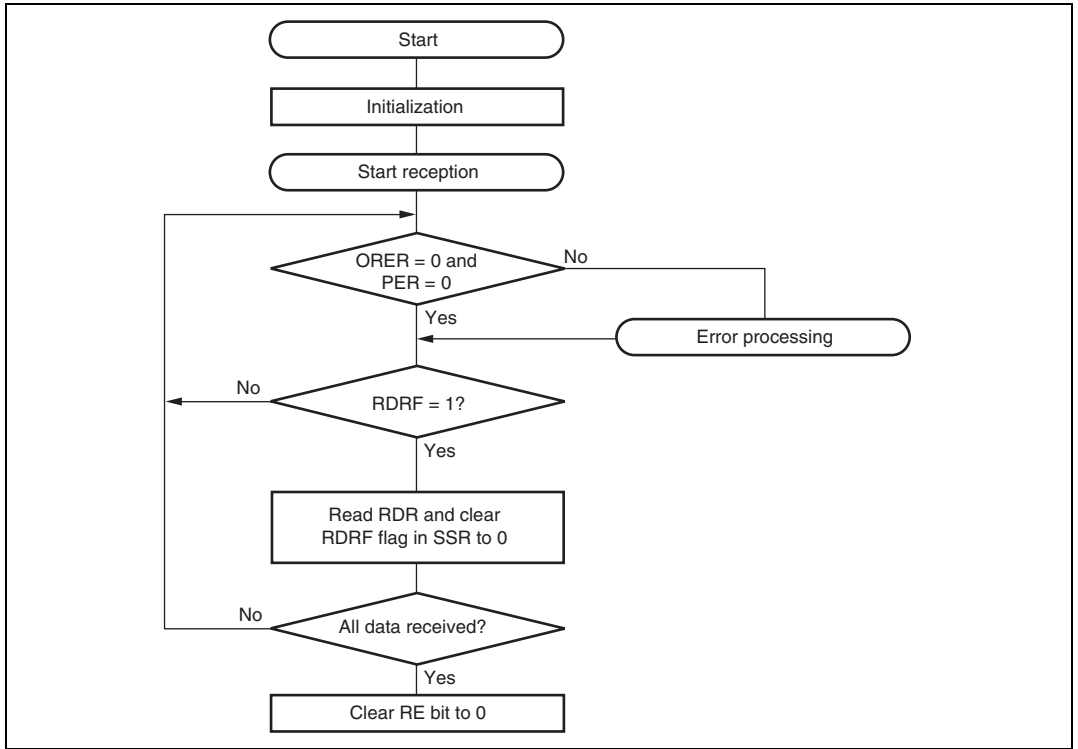 Start
Initialization
Start reception
ORER = 0 and
PER = 0
No
Yes
Error processing
No
RDRF = 1?
Yes
Read RDR and clear
RDRF flag in SSR to 0
No
All data received?
Yes
Clear RE bit to 0